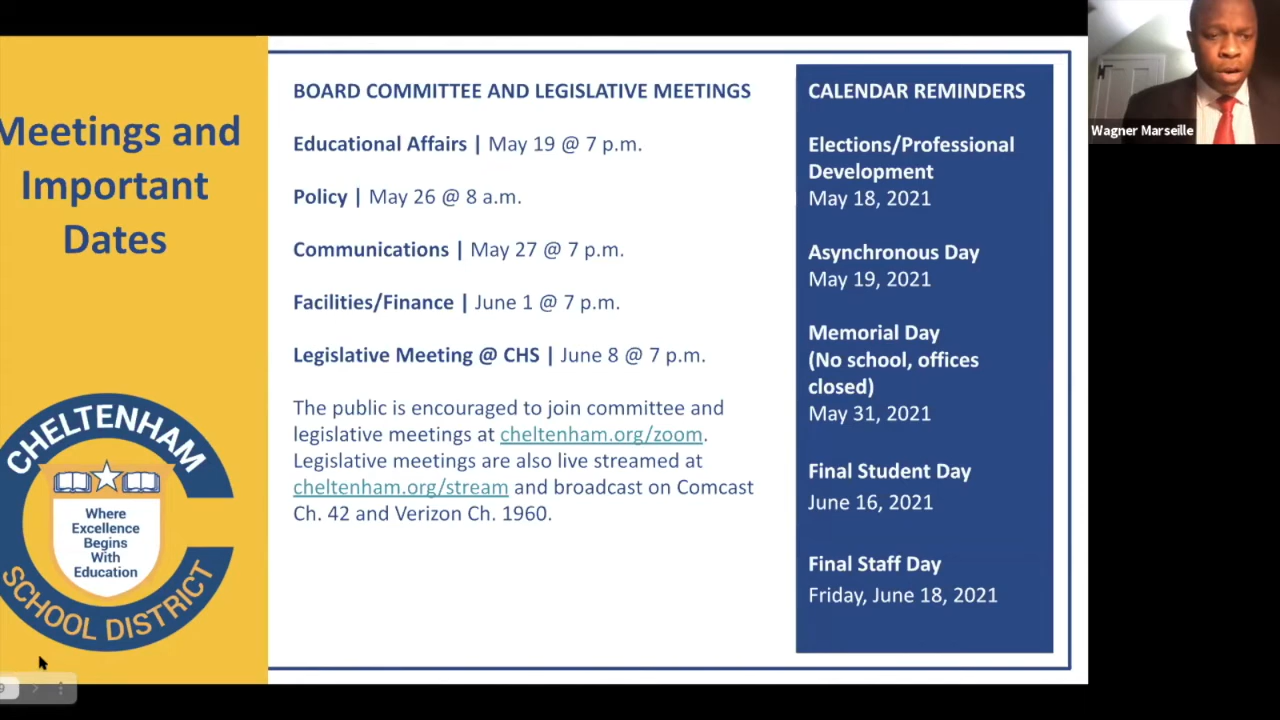 Meetings and
Important
Dates
CHELTENHAM
Where
Excellence
Begins
With
Education
SCHOOL DISTRICT
9
BOARD COMMITTEE AND LEGISLATIVE MEETINGS
Educational Affairs | May 19 @ 7 p.m.
Policy | May 26 @ 8 a.m.
Communications | May 27 @ 7 p.m.
Facilities/Finance | June 1 @ 7 p.m.
Legislative Meeting @ CHS | June 8 @ 7 p.m.
The public is encouraged to join committee and
legislative meetings at cheltenham.org/zoom.
Legislative meetings are also live streamed at
cheltenham.org/stream and broadcast on Comcast
Ch. 42 and Verizon Ch. 1960.
CALENDAR REMINDERS
Elections/Professional
Development
May 18, 2021
Asynchronous Day
May 19, 2021
Memorial Day
(No school, offices
closed)
May 31, 2021
Final Student Day
June 16, 2021
Final Staff Day
Friday, June 18, 2021
Wagner Marseille